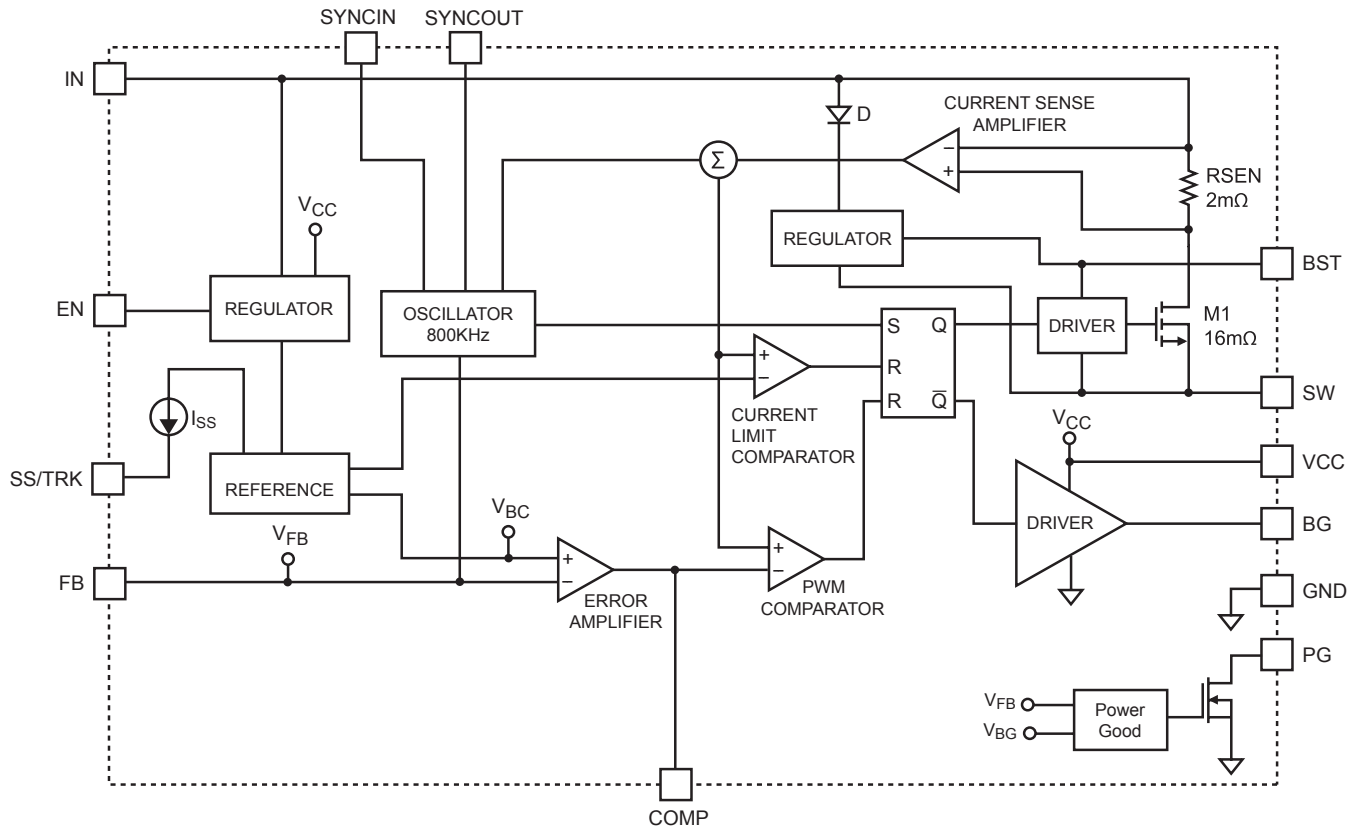 SYNCIN
SYNCOUT
IN
D
CURRENT SENSE
AMPLIFIER
Σ
−
+
RSEN
2mΩ
VCC
REGULATOR
BST
EN
REGULATOR
OSCILLATOR
800KHz
S
Q
R
R
Q̅
DRIVER
M1
16mΩ
ISS
+
−
CURRENT
LIMIT
COMPARATOR
SW
VCC
VCC
SS/TRK
REFERENCE
VBC
DRIVER
BG
VFB
FB
+
−
ERROR
AMPLIFIER
+
−
PWM
COMPARATOR
GND
PG
VFB
VBG
Power
Good
COMP